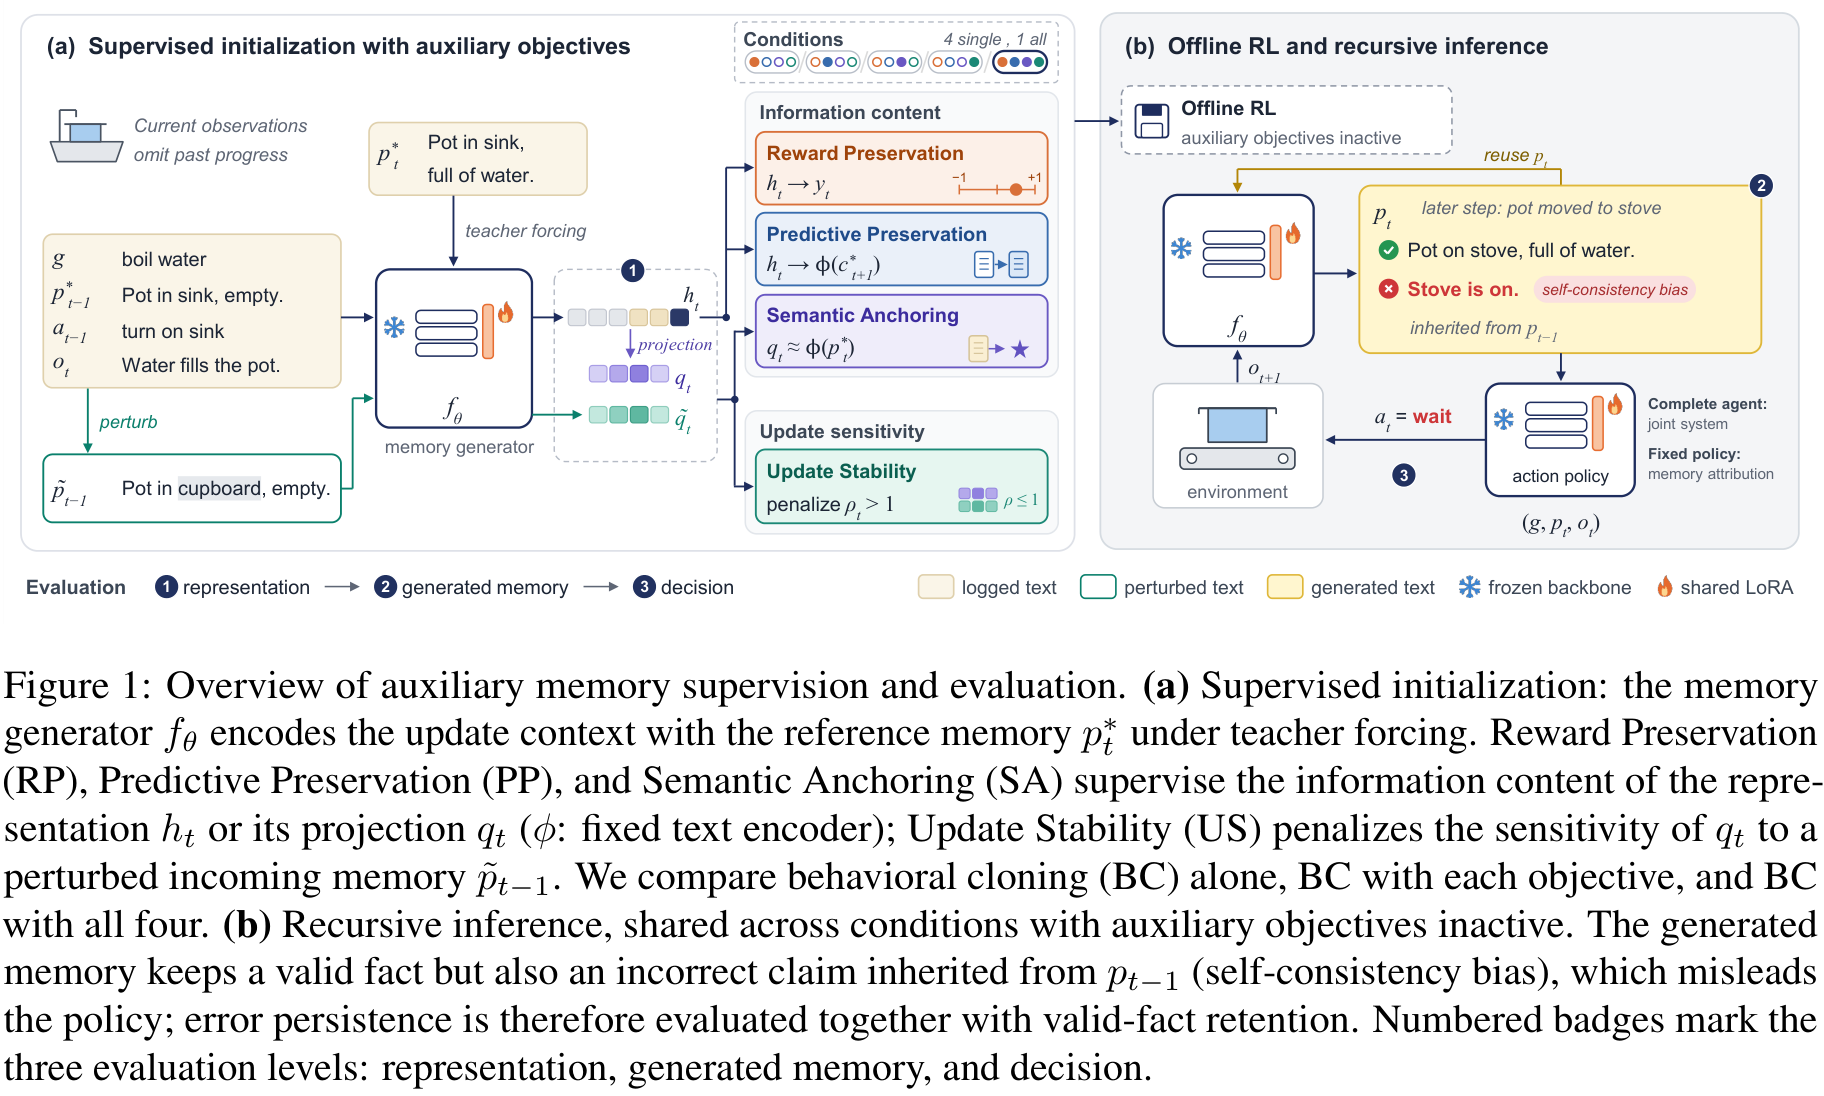 (a) Supervised initialization with auxiliary objectives
Conditions
4 single , 1 all
Current observations
omit past progress
p*t Pot in sink,
full of water.
teacher forcing
g boil water
p*t−1 Pot in sink, empty.
at−1 turn on sink
ot Water fills the pot.
perturb
p̃t−1 Pot in cupboard, empty.
fθ
memory generator
1
ht
projection
qt
q̃t
Information content
Reward Preservation
ht → yt
−1 +1
Predictive Preservation
ht → ϕ(c*t+1)
Semantic Anchoring
qt ≈ ϕ(p*t)
Update sensitivity
Update Stability
penalize ρt > 1
ρ ≤ 1
(b) Offline RL and recursive inference
Offline RL
auxiliary objectives inactive
reuse pt
2
fθ
pt later step: pot moved to stove
Pot on stove, full of water.
Stove is on. self-consistency bias
inherited from pt−1
ot+1
environment
at = wait
3
action policy
(g, pt, ot)
Complete agent:
joint system
Fixed policy:
memory attribution
Evaluation 1 representation → 2 generated memory → 3 decision
logged text perturbed text generated text frozen backbone shared LoRA
Figure 1: Overview of auxiliary memory supervision and evaluation. (a) Supervised initialization: the memory
generator fθ encodes the update context with the reference memory p*t under teacher forcing. Reward Preservation
(RP), Predictive Preservation (PP), and Semantic Anchoring (SA) supervise the information content of the repre-
sentation ht or its projection qt (ϕ: fixed text encoder); Update Stability (US) penalizes the sensitivity of qt to a
perturbed incoming memory p̃t−1. We compare behavioral cloning (BC) alone, BC with each objective, and BC
with all four. (b) Recursive inference, shared across conditions with auxiliary objectives inactive. The generated
memory keeps a valid fact but also an incorrect claim inherited from pt−1 (self-consistency bias), which misleads
the policy; error persistence is therefore evaluated together with valid-fact retention. Numbered badges mark the
three evaluation levels: representation, generated memory, and decision.